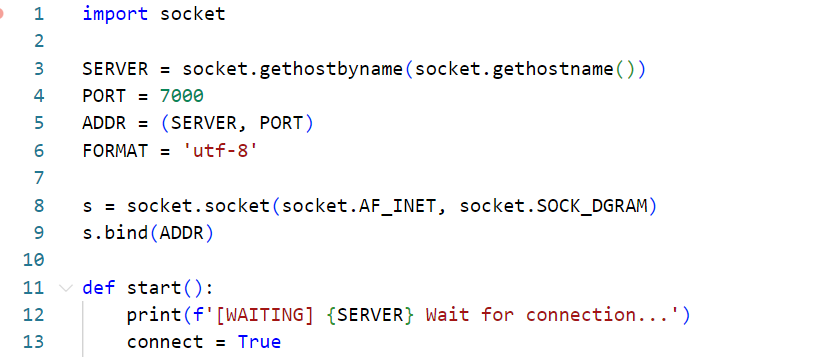 1 import socket
2
3 SERVER = socket.gethostbyname(socket.gethostname())
4 PORT = 7000
5 ADDR = (SERVER, PORT)
6 FORMAT = 'utf-8'
7
8 s = socket.socket(socket.AF_INET, socket.SOCK_DGRAM)
9 s.bind(ADDR)
10
11 def start():
12     print(f'[WAITING] {SERVER} Wait for connection...')
13     connect = True